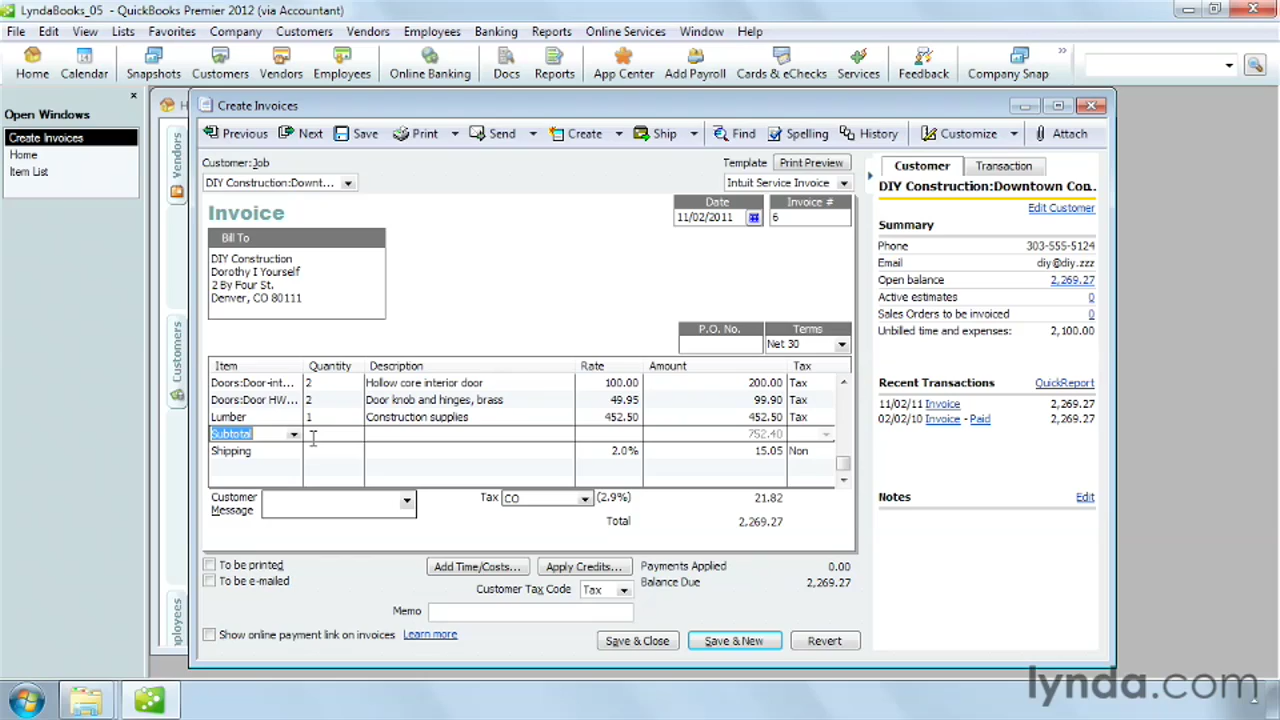 LyndaBooks_05 - QuickBooks Premier 2012 (via Accountant)
File Edit View Lists Favorites Company Customers Vendors Employees Banking Reports Online Services Window Help
Home Calendar Snapshots Customers Vendors Employees Online Banking Docs Reports App Center Add Payroll Cards & eChecks Services Feedback Company Snap
Open Windows
Create Invoices
Home
Item List
H
Vendors
Customers
ployees
Create Invoices
Previous Next Save Print Send Create Ship Find Spelling History Customize Attach
Customer:Job Template Print Preview
DIY Construction:Downt... Intuit Service Invoice
Invoice
Date Invoice #
11/02/2011 6
Bill To
DIY Construction
Dorothy I Yourself
2 By Four St.
Denver, CO 80111
P.O. No. Terms
Net 30
Item Quantity Description Rate Amount Tax
Doors:Door-int... 2 Hollow core interior door 100.00 200.00 Tax
Doors:Door HW... 2 Door knob and hinges, brass 49.95 99.90 Tax
Lumber 1 Construction supplies 452.50 452.50 Tax
Subtotal 752.40
Shipping 2.0% 15.05 Non
Customer Message Tax CO (2.9%) 21.82
Total 2,269.27
To be printed Add Time/Costs... Apply Credits... Payments Applied 0.00
To be e-mailed Balance Due 2,269.27
Customer Tax Code Tax
Memo
Show online payment link on invoices Learn more Save & Close Save & New Revert
Customer Transaction
DIY Construction:Downtown Cou..
Edit Customer
Summary
Phone 303-555-5124
Email diy@diy.zzz
Open balance 2,269.27
Active estimates 0
Sales Orders to be invoiced 0
Unbilled time and expenses: 2,100.00
Recent Transactions QuickReport
11/02/11 Invoice 2,269.27
02/02/10 Invoice - Paid 2,269.27
Notes Edit
lynda.com